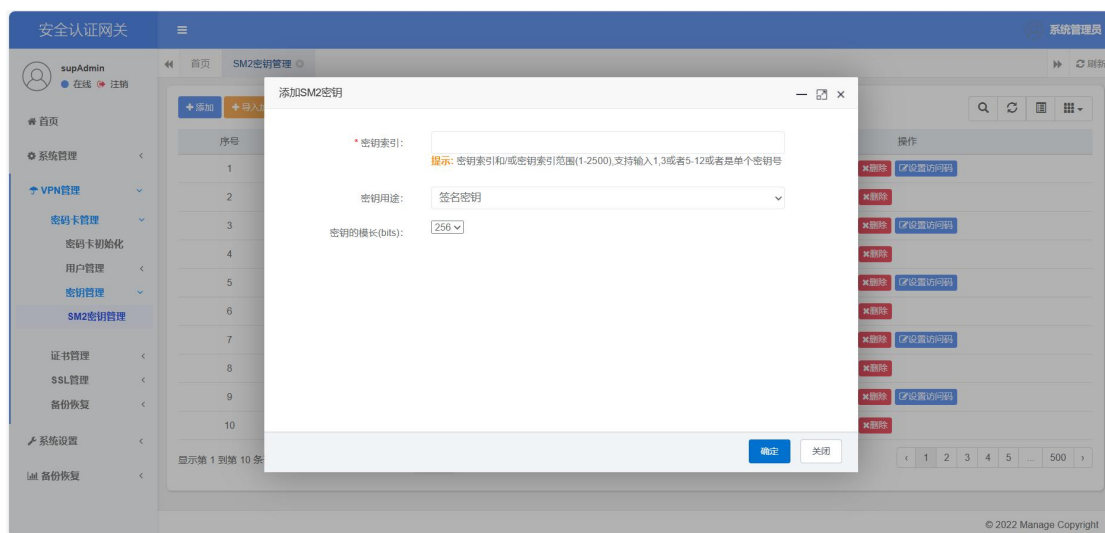 安全认证网关
系统管理员
supAdmin
在线 注销
首页 SM2密钥管理
刷新
首页
系统管理
VPN管理
密码卡管理
密码卡初始化
用户管理
密钥管理
SM2密钥管理
证书管理
SSL管理
备份恢复
系统设置
备份恢复
添加 导入加
序号 操作
1 删除 设置访问码
2 删除
3 删除 设置访问码
4 删除
5 删除 设置访问码
6 删除
7 删除 设置访问码
8 删除
9 删除 设置访问码
10 删除
显示第 1 到第 10 条
1 2 3 4 5 ... 500
添加SM2密钥
*密钥索引:
提示: 密钥索引和/或密钥索引范围(1-2500),支持输入1,3或者5-12或者是单个密钥号
密钥用途: 签名密钥
密钥的模长(bits): 256
确定 关闭
© 2022 Manage Copyright